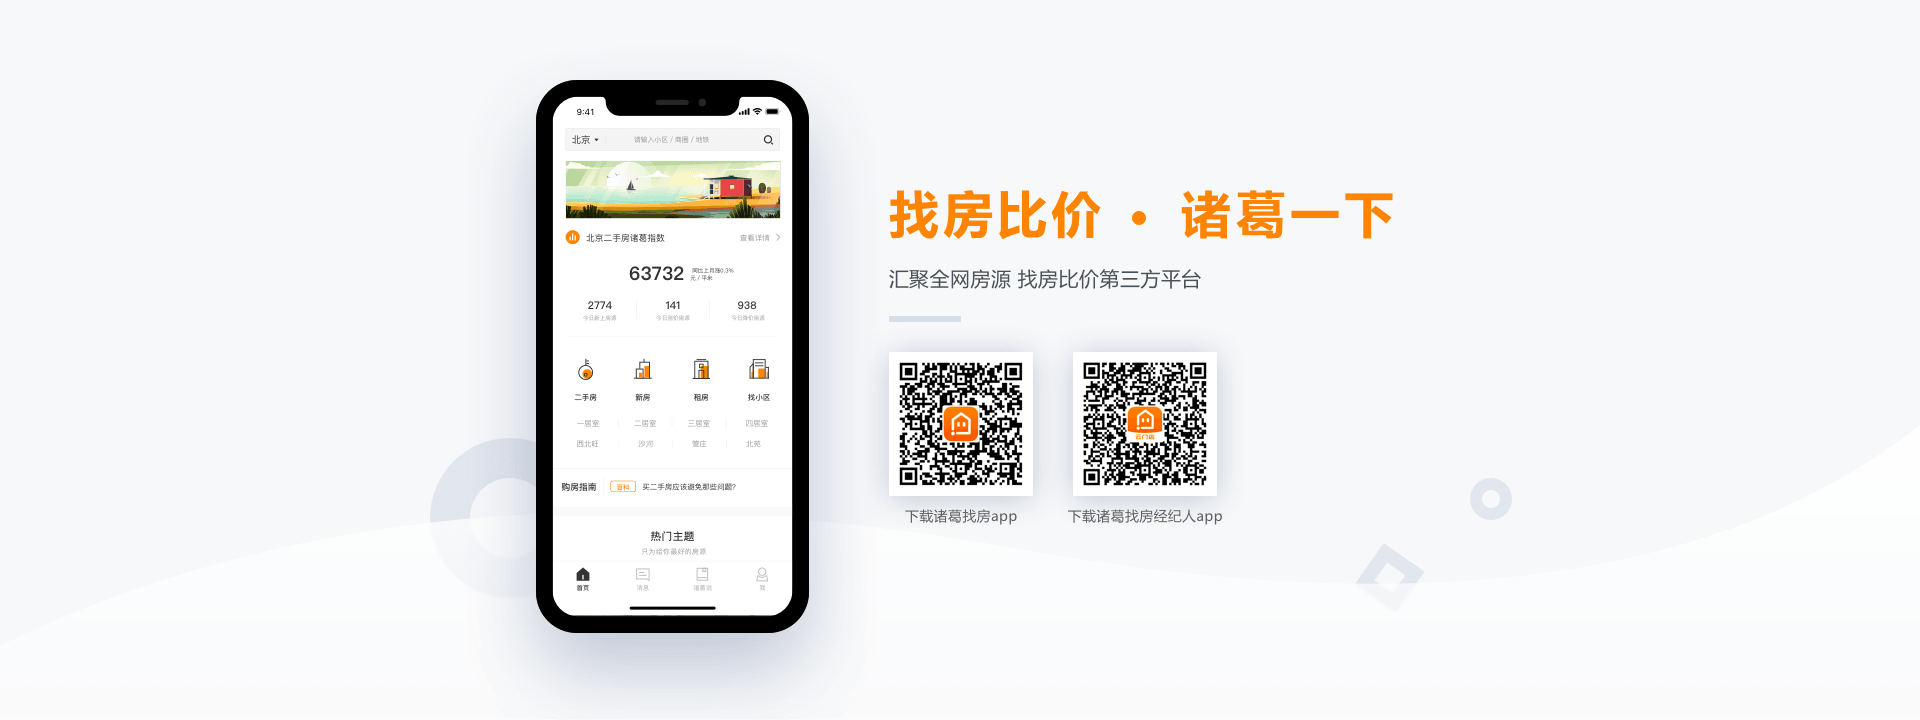 9:41
北京
请输入小区 / 商圈 / 地铁
北京二手房诸葛指数
查看详情
63732
同比上月涨0.3%
元 / 平米
2774
141
938
今日新上房源
今日涨价房源
今日降价房源
二手房
新房
租房
找小区
一居室
二居室
三居室
四居室
西北旺
沙河
管庄
北苑
购房指南
百科
买二手房应该避免那些问题?
热门主题
只为给你最好的房源
首页
消息
我
找房比价 · 诸葛一下
汇聚全网房源 找房比价第三方平台
云门店
下载诸葛找房app
下载诸葛找房经纪人app